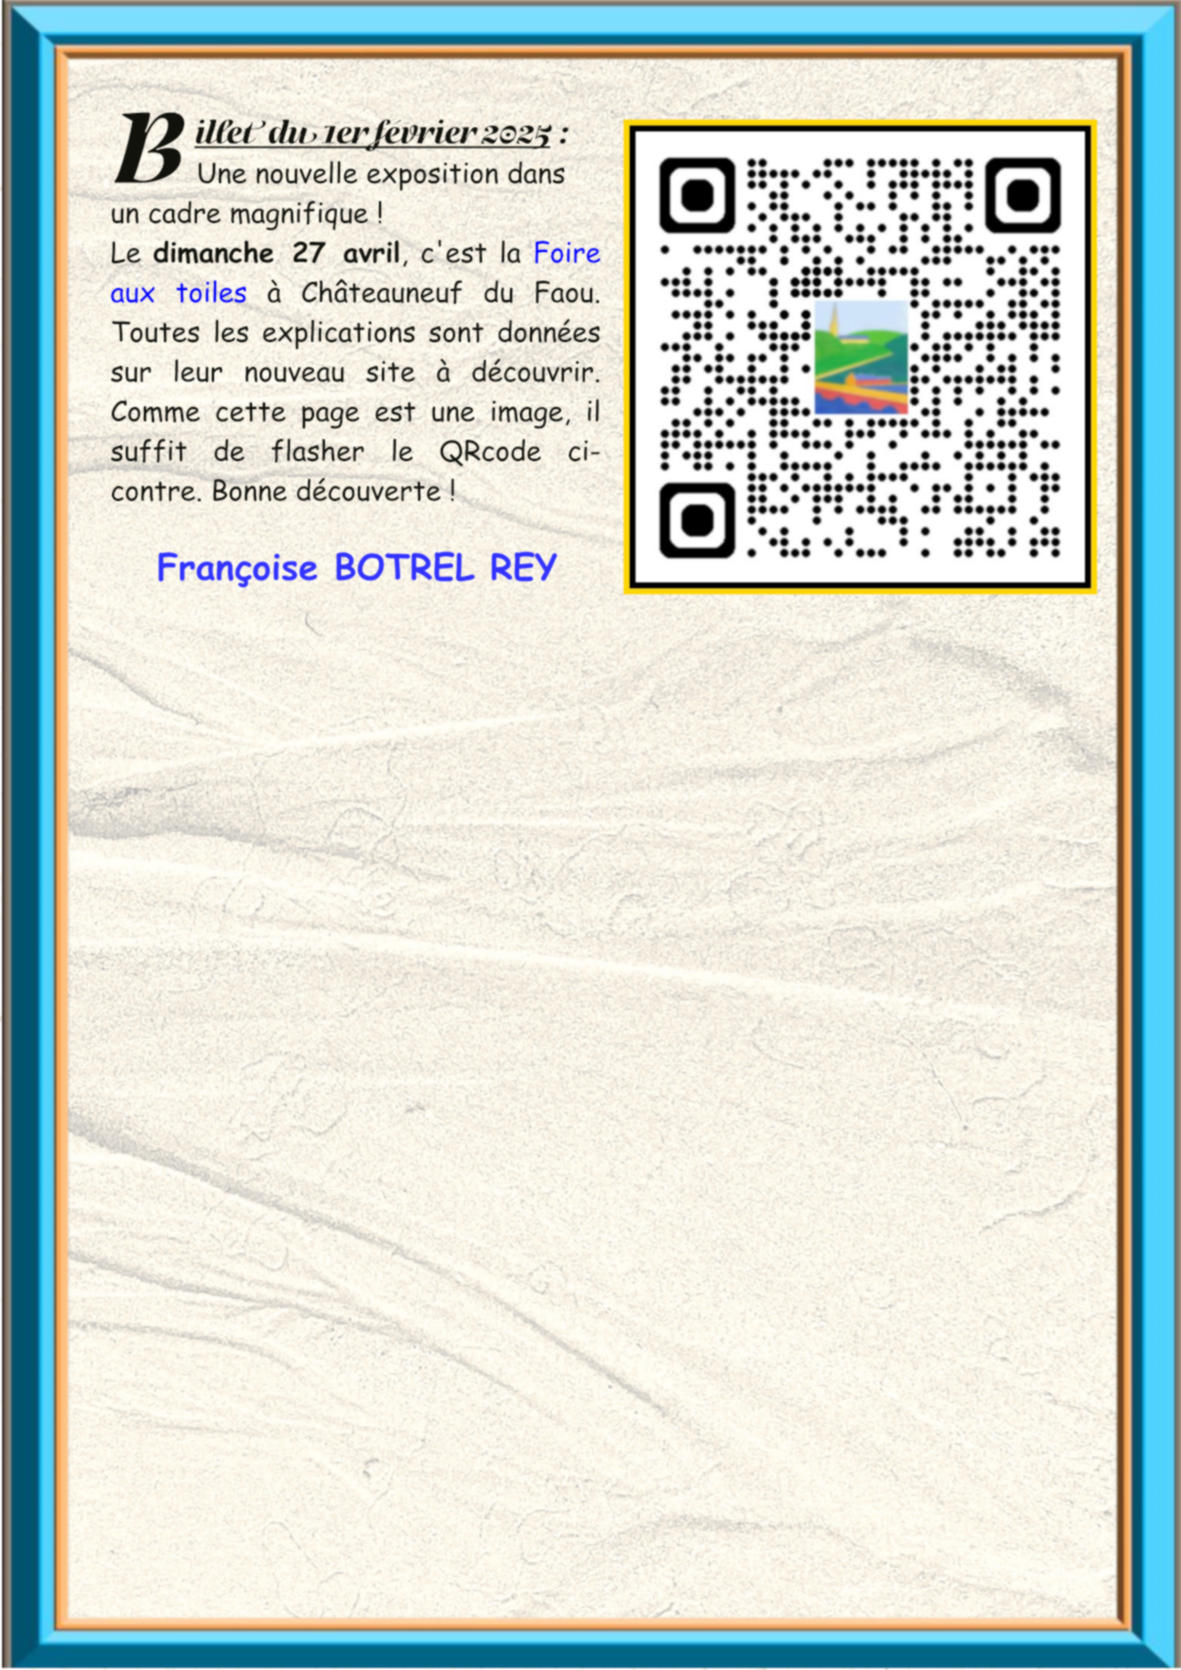 Billet du 1er février 2025 :
Une nouvelle exposition dans
un cadre magnifique !
Le dimanche 27 avril, c'est la Foire
aux toiles à Châteauneuf du Faou.
Toutes les explications sont données
sur leur nouveau site à découvrir.
Comme cette page est une image, il
suffit de flasher le QRcode ci-
contre. Bonne découverte !
Françoise BOTREL REY